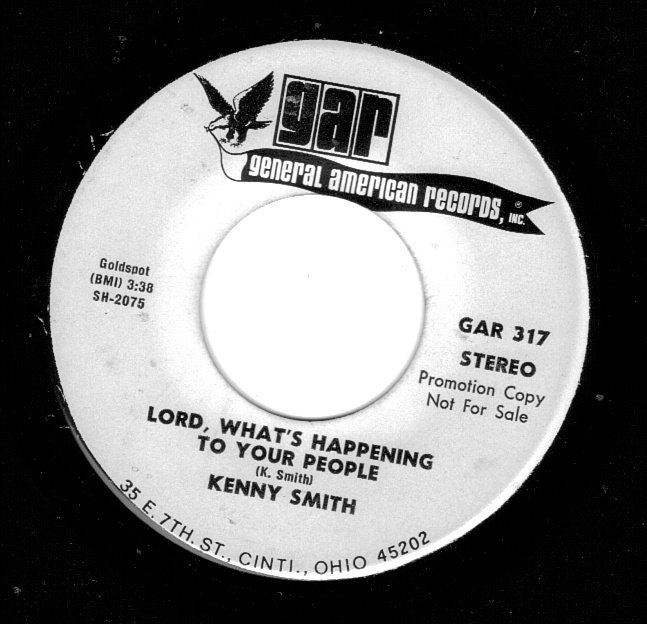 gar
general american records, INC.
®
Goldspot
(BMI) 3:38
SH-2075
GAR 317
STEREO
Promotion Copy
Not For Sale
LORD, WHAT'S HAPPENING
TO YOUR PEOPLE
(K. Smith)
KENNY SMITH
35 E. 7TH. ST., CINTI., OHIO 45202